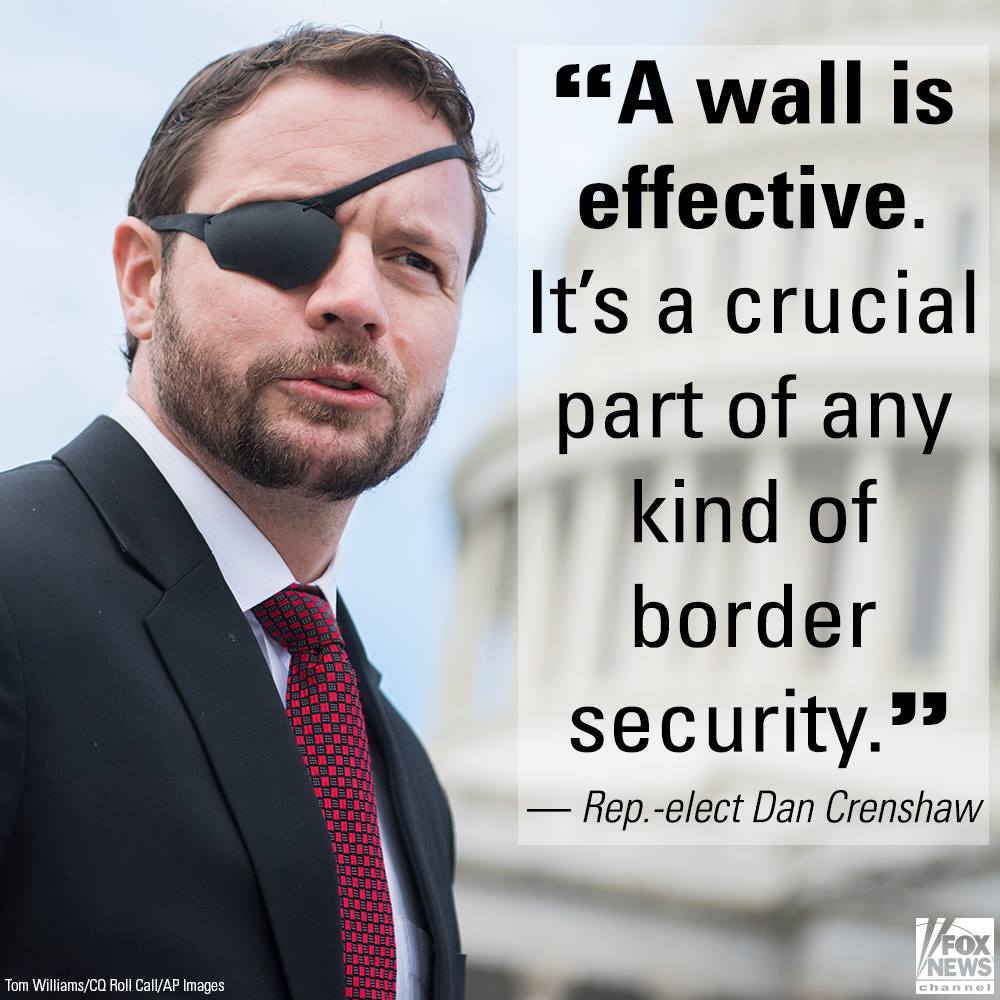 “A wall is
effective.
It’s a crucial
part of any
kind of
border
security.”
— Rep.-elect Dan Crenshaw
Tom Williams/CQ Roll Call/AP Images
FOX
NEWS
channel